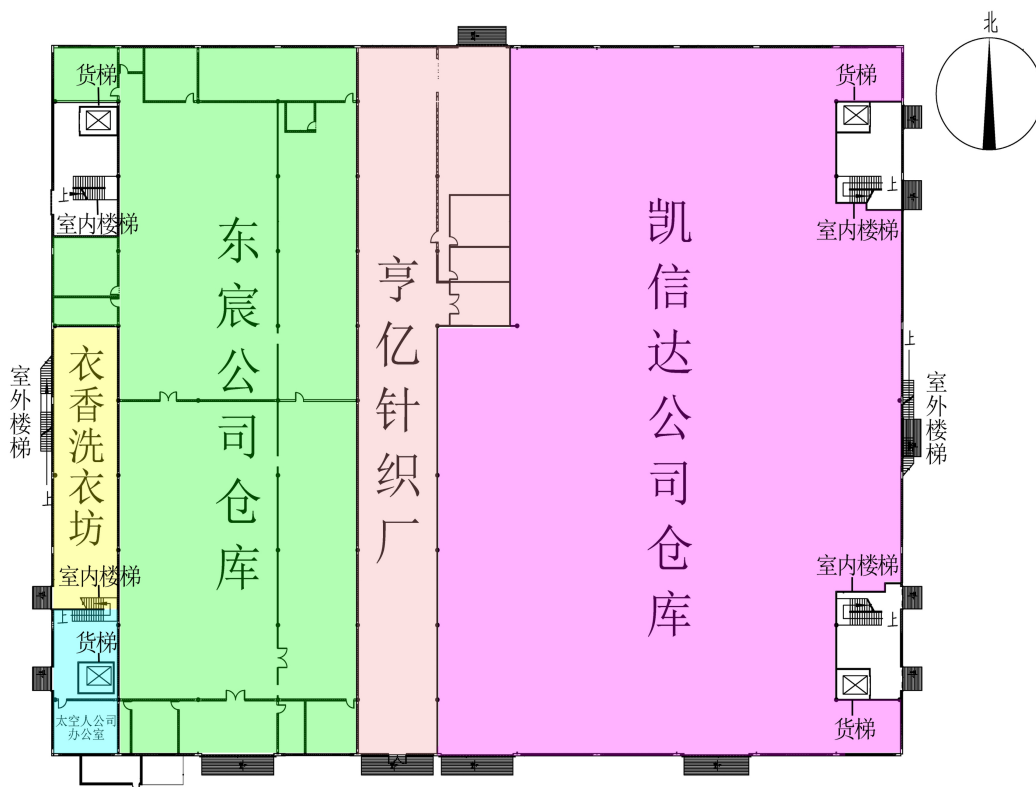 北
货梯
货梯
上
室内楼梯
上
室内楼梯
东宸公司仓库
亨亿针织厂
凯信达公司仓库
衣香洗衣坊
室外楼梯
上
上
室外楼梯
室内楼梯
上
货梯
室内楼梯
上
货梯
太空人公司
办公室